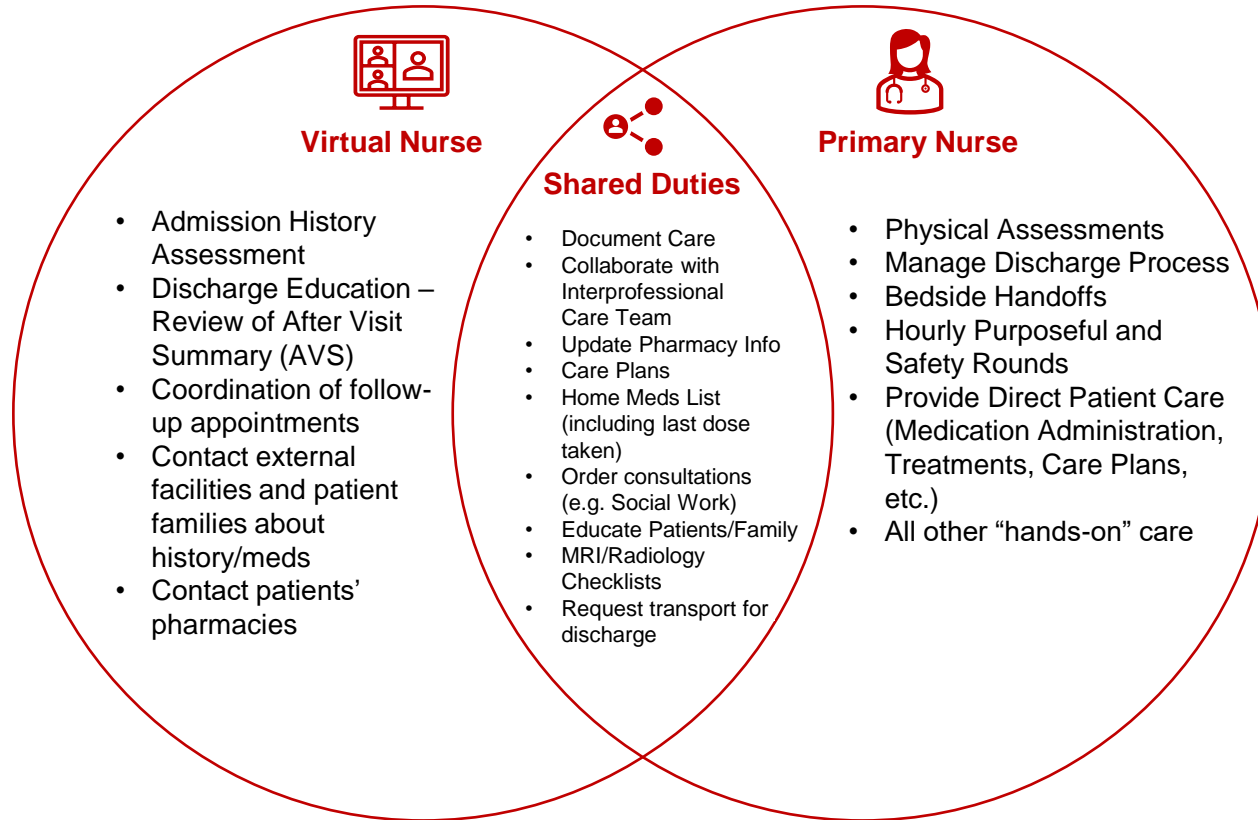 Virtual Nurse
• Admission History
Assessment
• Discharge Education –
Review of After Visit
Summary (AVS)
• Coordination of follow-
up appointments
• Contact external
facilities and patient
families about
history/meds
• Contact patients’
pharmacies
Shared Duties
• Document Care
• Collaborate with
Interprofessional
Care Team
• Update Pharmacy Info
• Care Plans
• Home Meds List
(including last dose
taken)
• Order consultations
(e.g. Social Work)
• Educate Patients/Family
• MRI/Radiology
Checklists
• Request transport for
discharge
Primary Nurse
• Physical Assessments
• Manage Discharge Process
• Bedside Handoffs
• Hourly Purposeful and
Safety Rounds
• Provide Direct Patient Care
(Medication Administration,
Treatments, Care Plans,
etc.)
• All other “hands-on” care